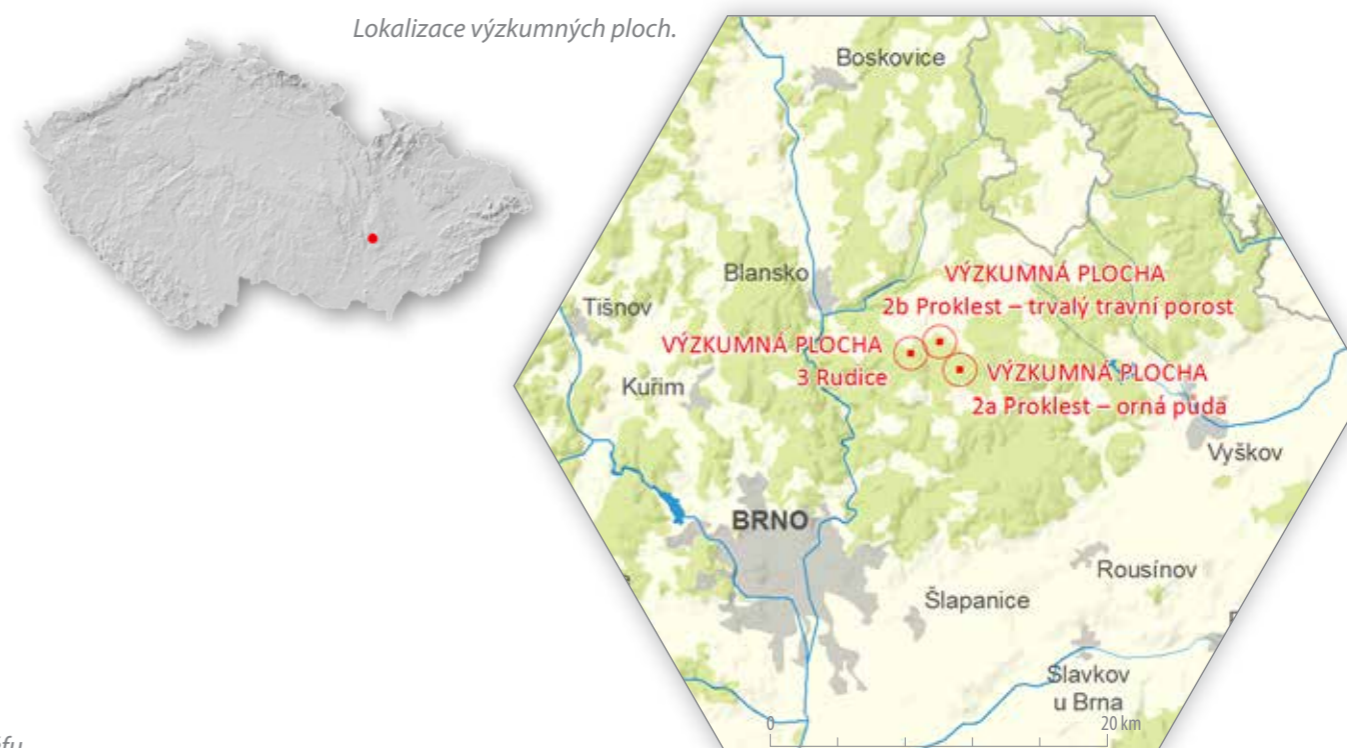 Lokalizace výzkumných ploch.
Boskovice
Blansko
VÝZKUMNÁ PLOCHA
2b Proklest – trvalý travní porost
Tišnov
VÝZKUMNÁ PLOCHA
3 Rudice
Kuřim
VÝZKUMNÁ PLOCHA
2a Proklest – orná půda
Vyškov
BRNO
Rousínov
Šlapanice
Slavkov
u Brna
0
20 km